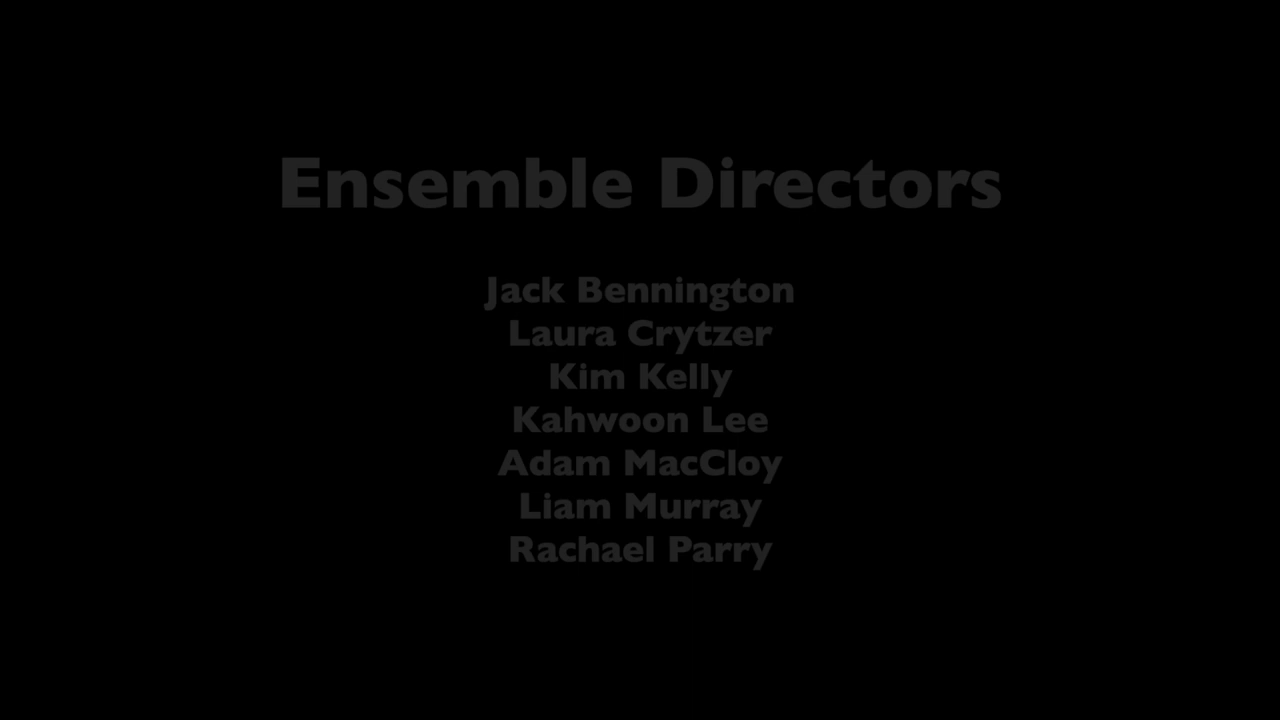 Ensemble Directors
Jack Bennington
Laura Crytzer
Kim Kelly
Kahwoon Lee
Adam MacCloy
Liam Murray
Rachael Parry